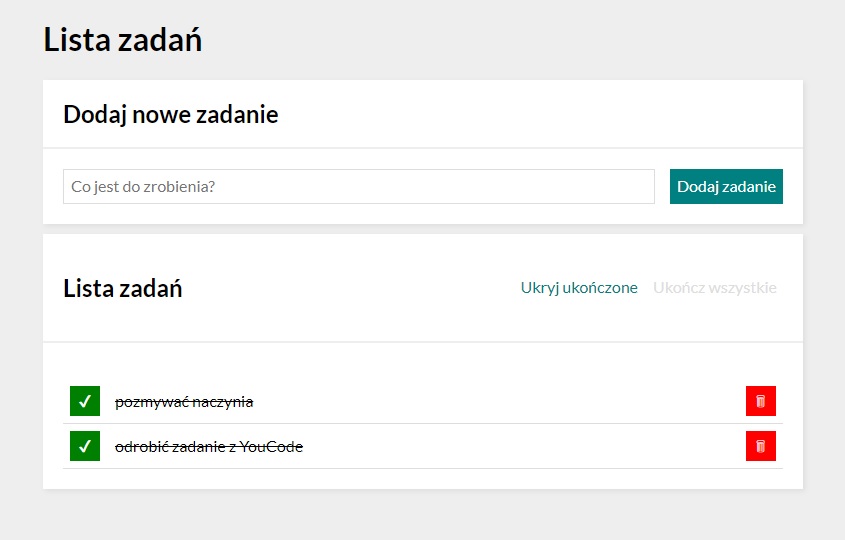 Lista zadań
Dodaj nowe zadanie
Co jest do zrobienia?
Dodaj zadanie
Lista zadań
Ukryj ukończone
Ukończ wszystkie
pozmywać naczynia
odrobić zadanie z YouCode